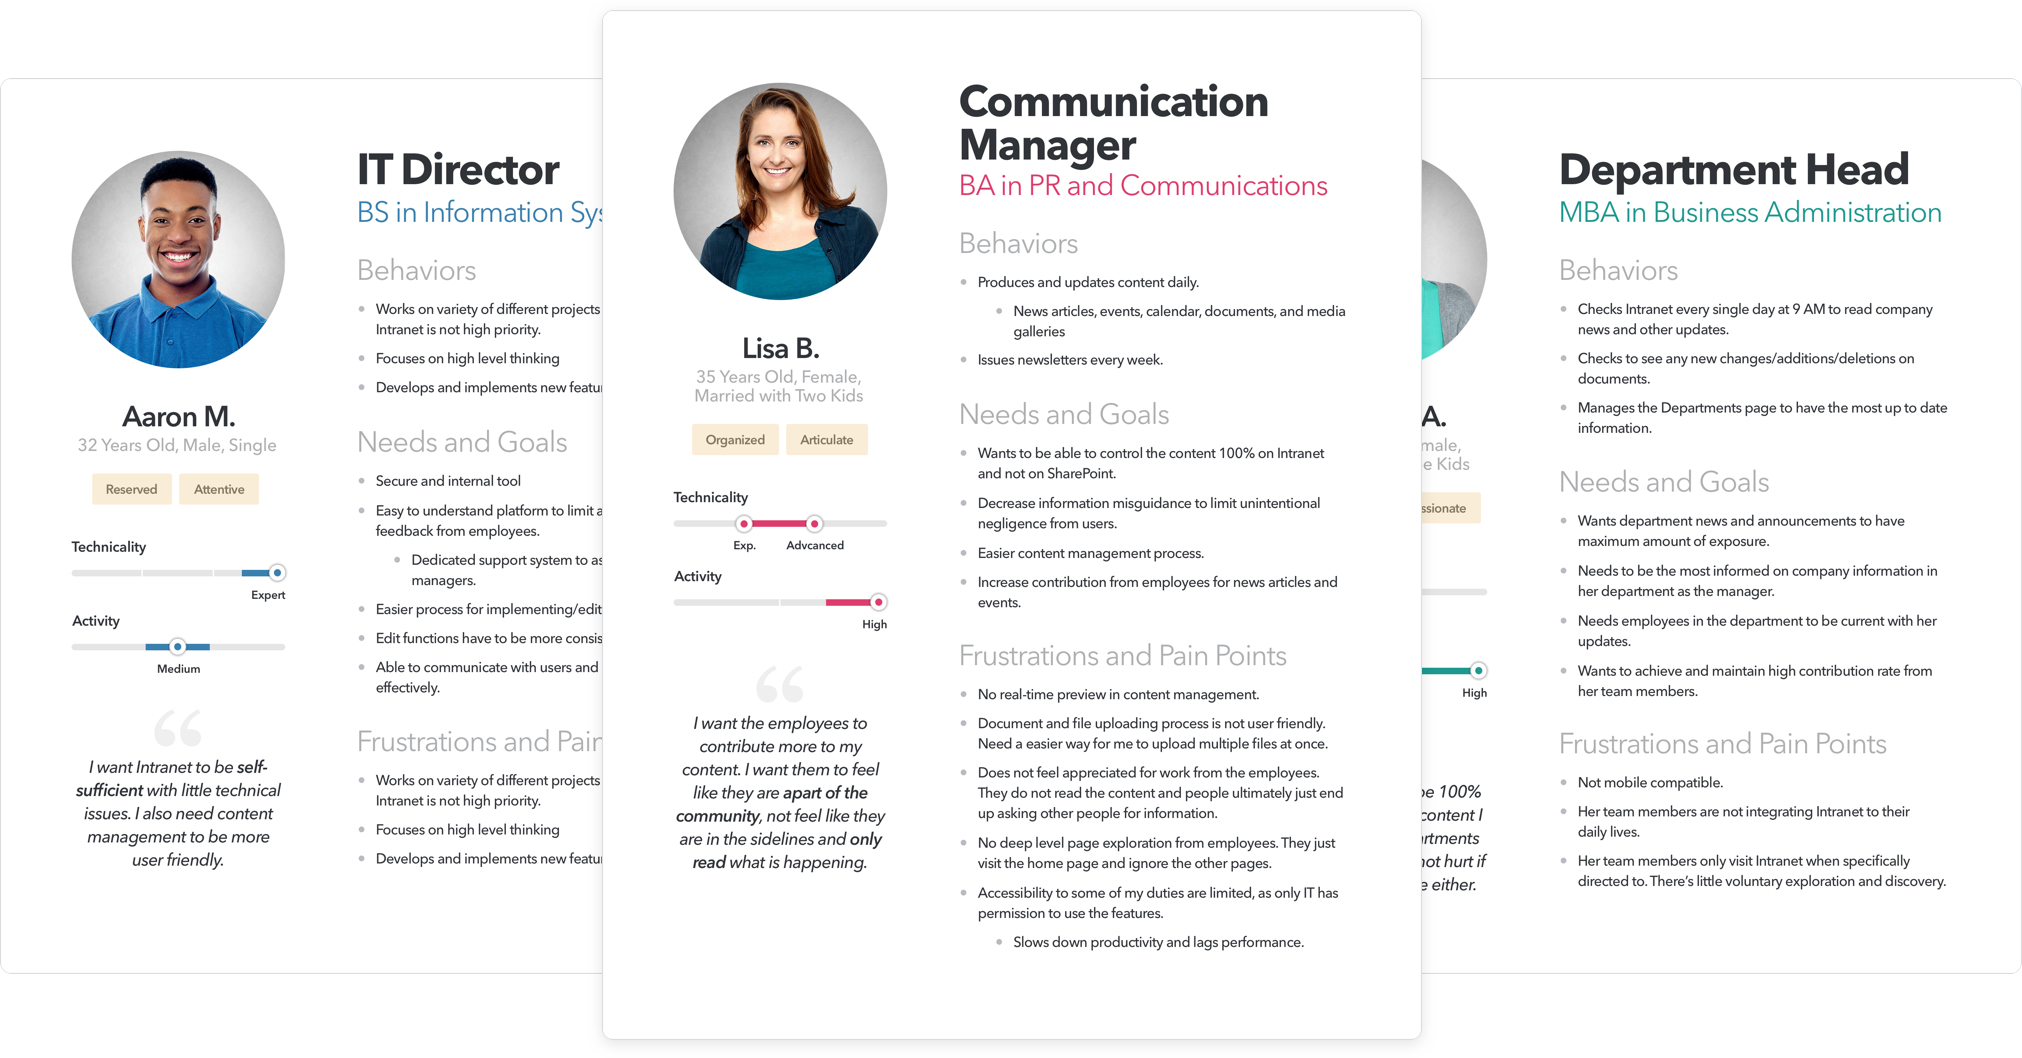 IT Director
BS in Information Sys
Aaron M.
32 Years Old, Male, Single
Reserved
Attentive
Technicality
Expert
Activity
Medium
“
I want Intranet to be self-
sufficient with little technical
issues. I also need content
management to be more
user friendly.
Behaviors
Works on variety of different projects
Intranet is not high priority.
Focuses on high level thinking
Develops and implements new featu
Needs and Goals
Secure and internal tool
Easy to understand platform to limit a
feedback from employees.
Dedicated support system to as
managers.
Easier process for implementing/edit
Edit functions have to be more consis
Able to communicate with users and
effectively.
Frustrations and Pain
Works on variety of different projects
Intranet is not high priority.
Focuses on high level thinking
Develops and implements new featu
Communication
Manager
BA in PR and Communications
Lisa B.
35 Years Old, Female,
Married with Two Kids
Organized
Articulate
Technicality
Exp.
Advcanced
Activity
High
“
I want the employees to
contribute more to my
content. I want them to feel
like they are apart of the
community, not feel like they
are in the sidelines and only
read what is happening.
Behaviors
Produces and updates content daily.
News articles, events, calendar, documents, and media
galleries
Issues newsletters every week.
Needs and Goals
Wants to be able to control the content 100% on Intranet
and not on SharePoint.
Decrease information misguidance to limit unintentional
negligence from users.
Easier content management process.
Increase contribution from employees for news articles and
events.
Frustrations and Pain Points
No real-time preview in content management.
Document and file uploading process is not user friendly.
Need a easier way for me to upload multiple files at once.
Does not feel appreciated for work from the employees.
They do not read the content and people ultimately just end
up asking other people for information.
No deep level page exploration from employees. They just
visit the home page and ignore the other pages.
Accessibility to some of my duties are limited, as only IT has
permission to use the features.
Slows down productivity and lags performance.
Department Head
MBA in Business Administration
A.
male,
e Kids
ssionate
High
be 100%
content I
artments
not hurt if
e either.
Behaviors
Checks Intranet every single day at 9 AM to read company
news and other updates.
Checks to see any new changes/additions/deletions on
documents.
Manages the Departments page to have the most up to date
information.
Needs and Goals
Wants department news and announcements to have
maximum amount of exposure.
Needs to be the most informed on company information in
her department as the manager.
Needs employees in the department to be current with her
updates.
Wants to achieve and maintain high contribution rate from
her team members.
Frustrations and Pain Points
Not mobile compatible.
Her team members are not integrating Intranet to their
daily lives.
Her team members only visit Intranet when specifically
directed to. There’s little voluntary exploration and discovery.